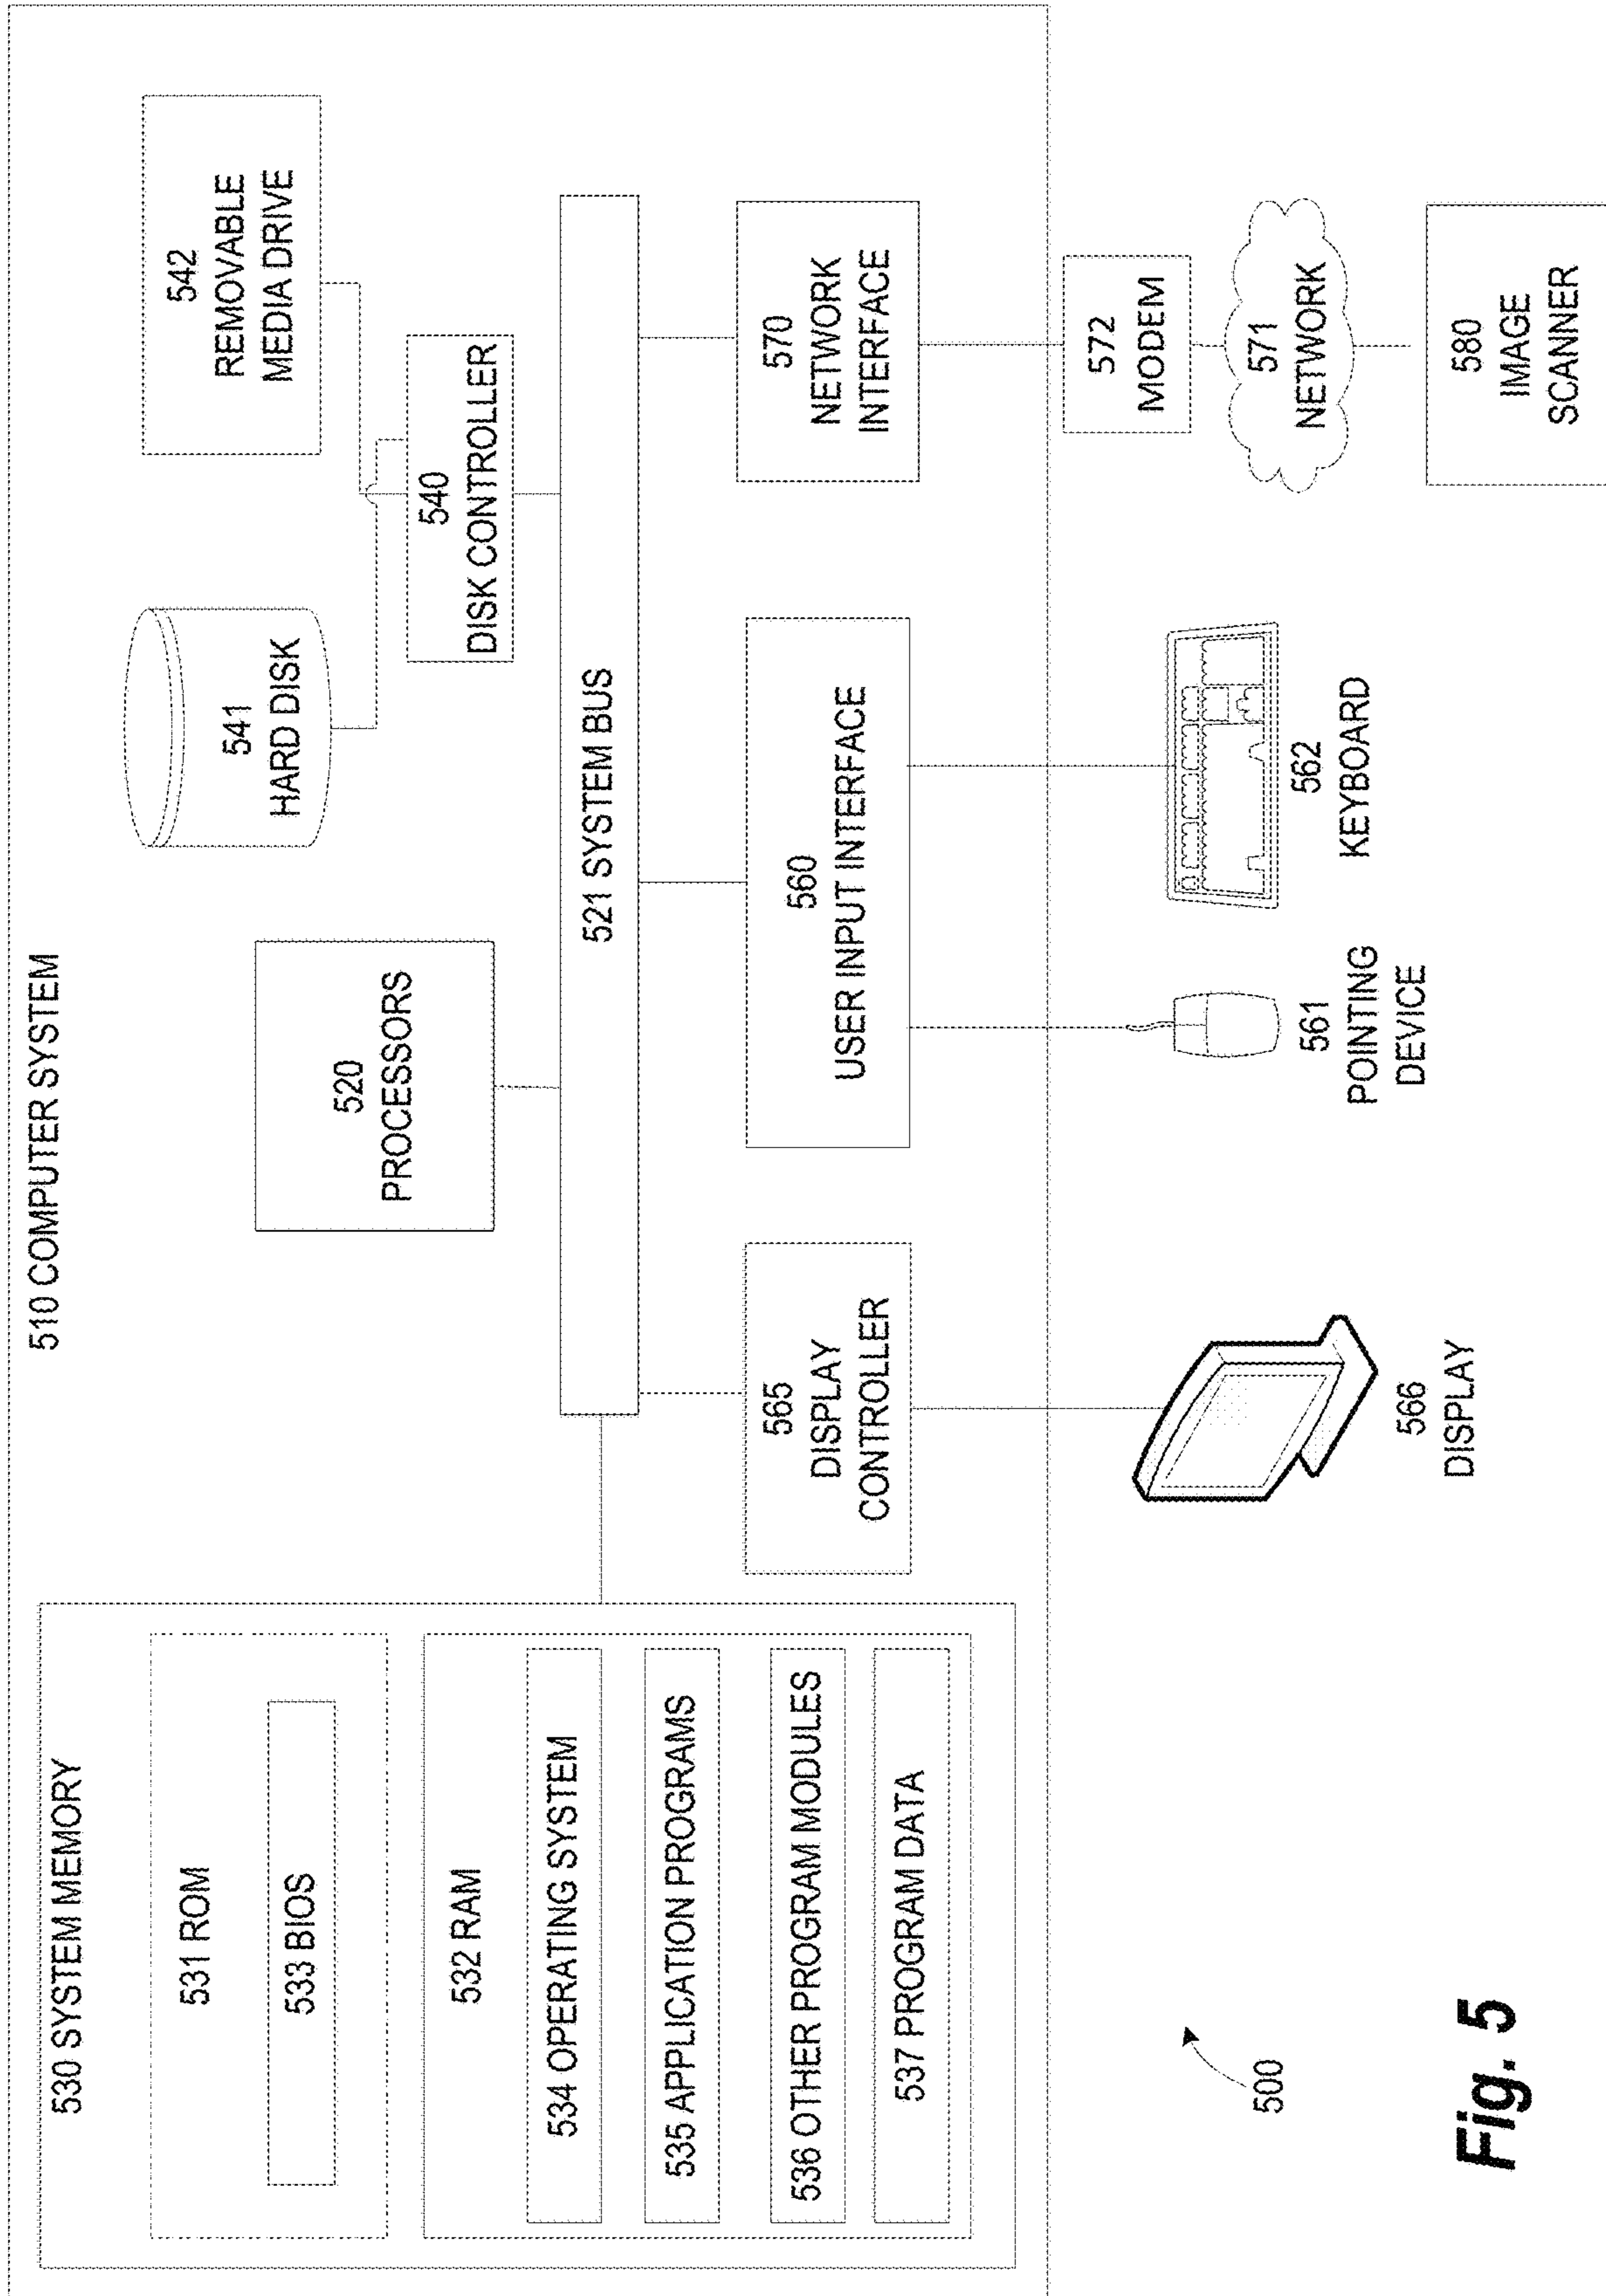 510 COMPUTER SYSTEM
530 SYSTEM MEMORY
531 ROM
533 BIOS
532 RAM
534 OPERATING SYSTEM
535 APPLICATION PROGRAMS
536 OTHER PROGRAM MODULES
537 PROGRAM DATA
520
PROCESSORS
541
HARD DISK
542
REMOVABLE
MEDIA DRIVE
540
DISK CONTROLLER
521 SYSTEM BUS
565
DISPLAY
CONTROLLER
560
USER INPUT INTERFACE
570
NETWORK
INTERFACE
572
MODEM
571
NETWORK
580
IMAGE
SCANNER
566
DISPLAY
561
POINTING
DEVICE
562
KEYBOARD
500
Fig. 5